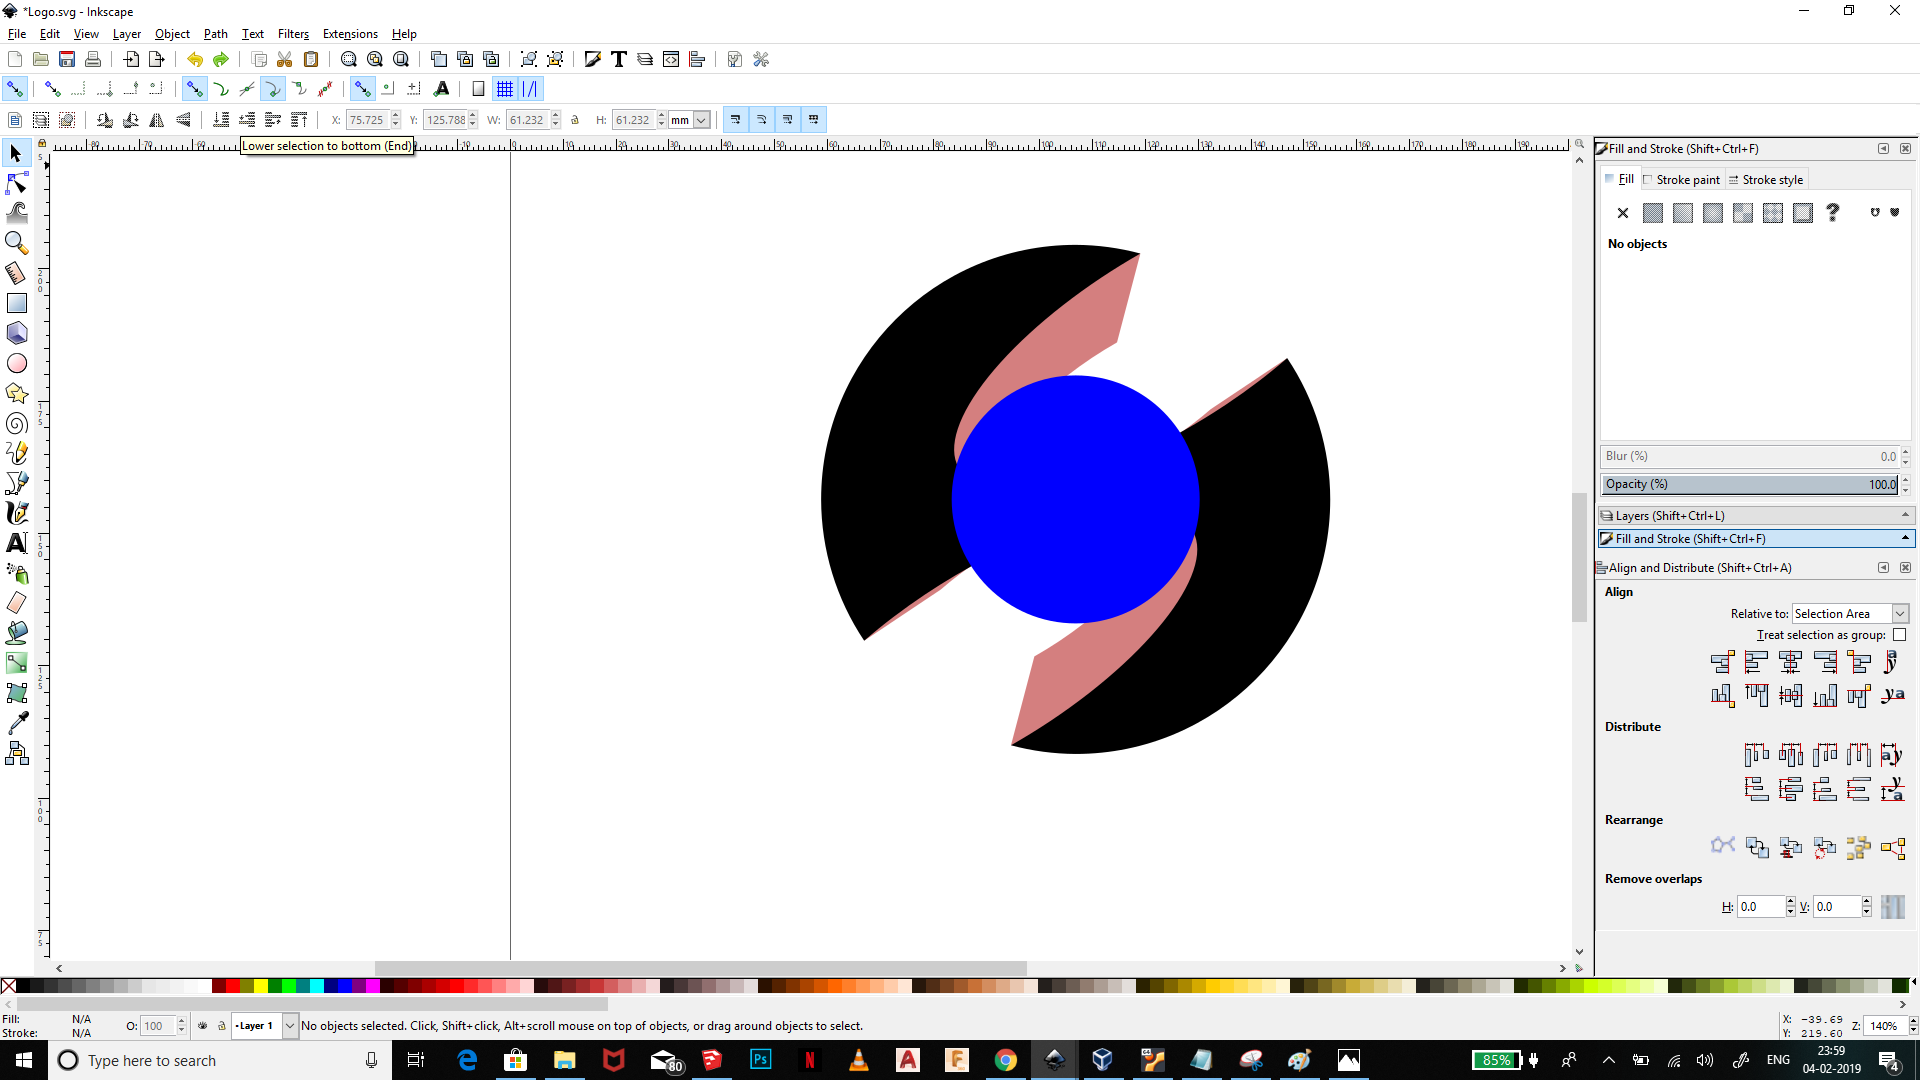 *Logo.svg - Inkscape
File Edit View Layer Object Path Text Filters Extensions Help
X: 75.725 Y: 125.788 W: 61.232 H: 61.232 mm
Lower selection to bottom (End)
Fill and Stroke (Shift+Ctrl+F)
Fill Stroke paint Stroke style
No objects
Blur (%) 0.0
Opacity (%) 100.0
Layers (Shift+Ctrl+L)
Fill and Stroke (Shift+Ctrl+F)
Align and Distribute (Shift+Ctrl+A)
Align
Relative to: Selection Area
Treat selection as group:
Distribute
Rearrange
Remove overlaps
H: 0.0 V: 0.0
Fill: N/A
Stroke: N/A
O: 100
Layer 1
No objects selected. Click, Shift+click, Alt+scroll mouse on top of objects, or drag around objects to select.
X: -39.69
Y: 219.60
Z: 140%
Type here to search
80
Ps
85%
ENG
23:59
04-02-2019
4